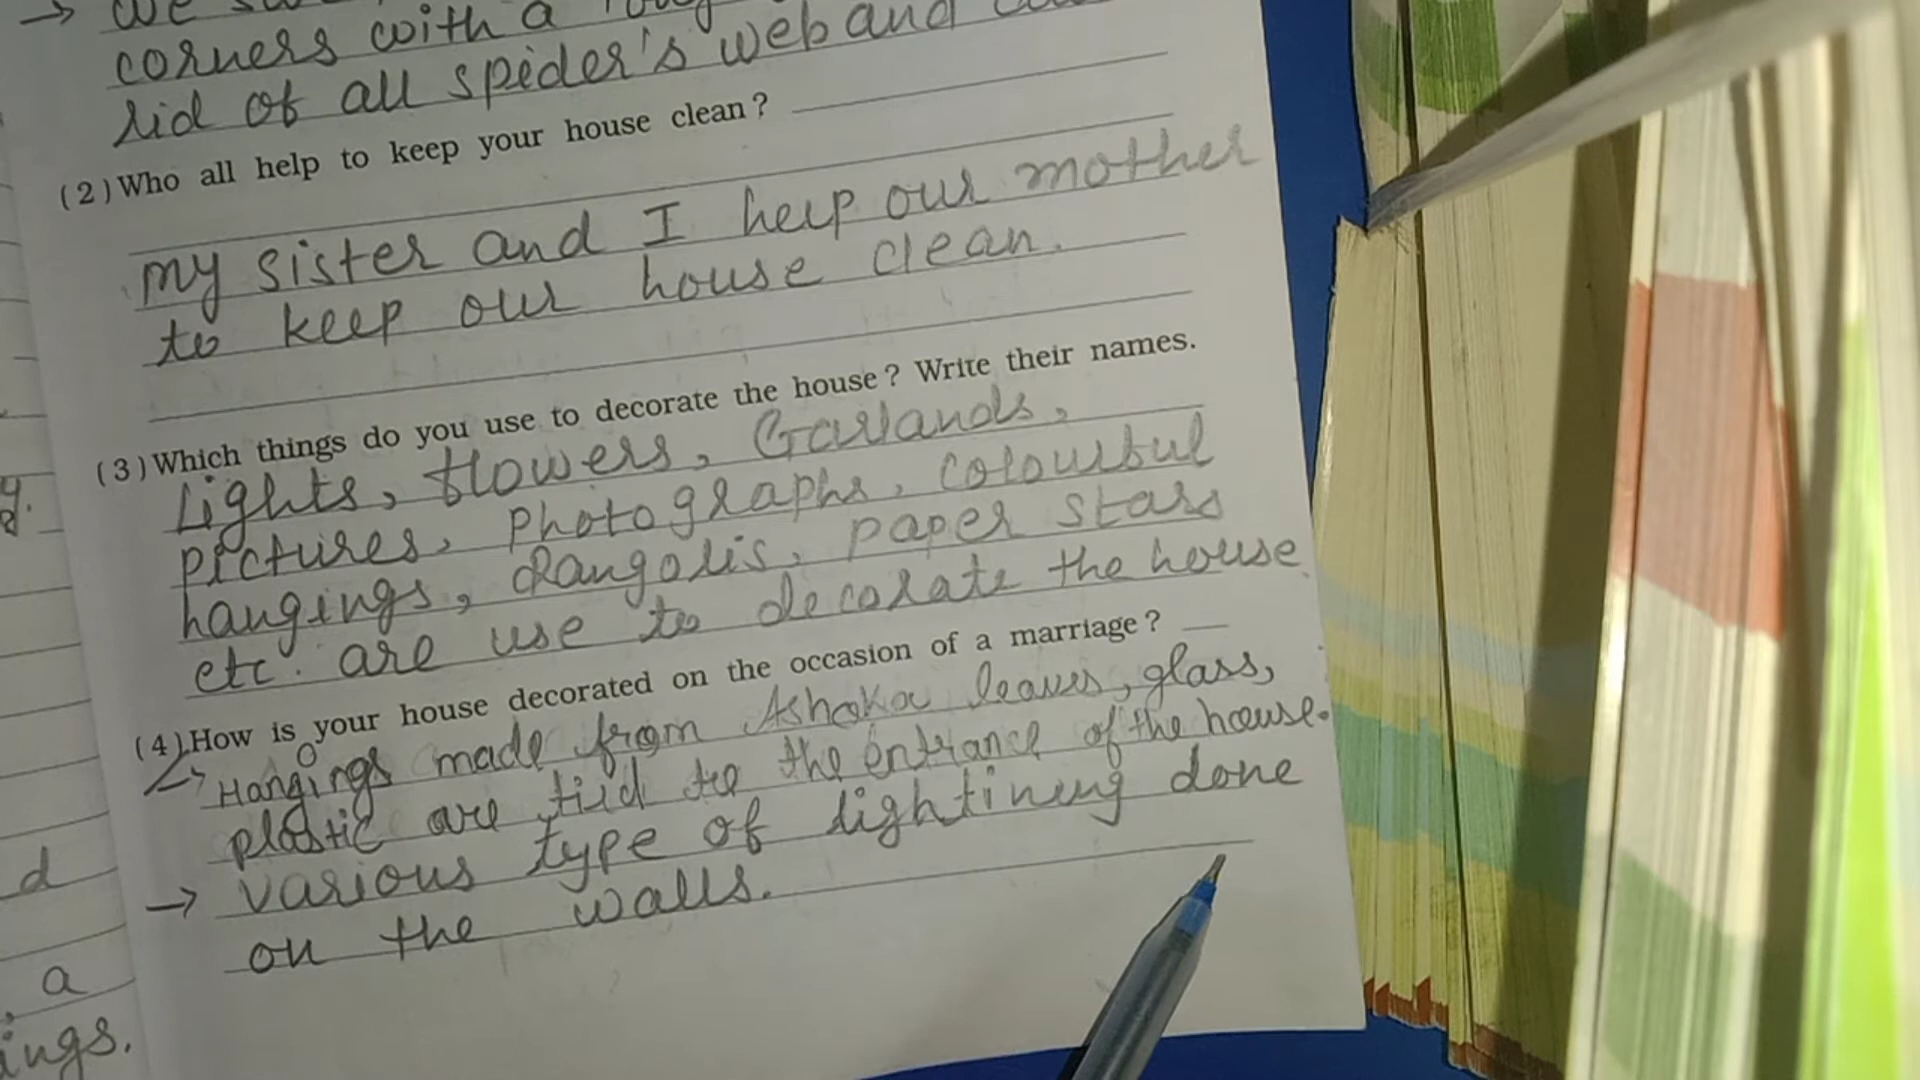 we
corners with a
rid of all spider's web and
(2) Who all help to keep your house clean?
my sister and I help our mother
to keep our house clean.
(3) Which things do you use to decorate the house? Write their names.
Lights, flowers, Garlands,
pictures, photographs, colourful
hangings, Rangolis, paper stars
etc. are use to decorate the house.
(4) How is your house decorated on the occasion of a marriage?
→ Hangings made from Ashoka leaves, glass,
plastic are tied to the entrance of the house.
→ various type of lightining done
on the walls.
d
a
ings.